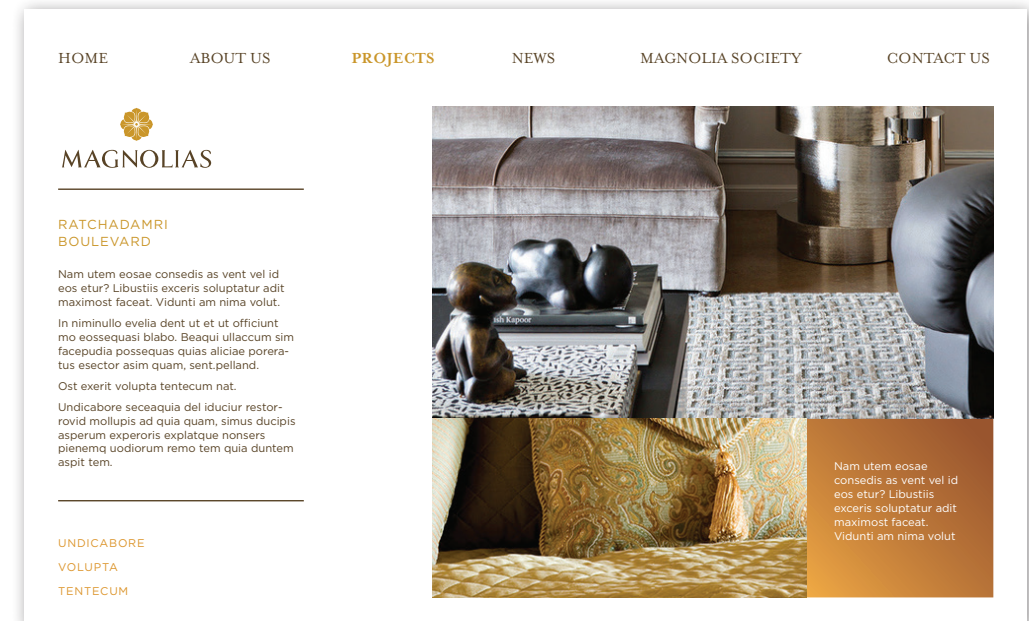 HOME ABOUT US PROJECTS NEWS MAGNOLIA SOCIETY CONTACT US
MAGNOLIAS
RATCHADAMRI
BOULEVARD
Nam utem eosae consedis as vent vel id
eos etur? Libustiis exceris soluptatur adit
maximost faceat. Vidunti am nima volut.
In niminullo evelia dent ut et ut officiunt
mo eossequasi blabo. Beaqui ullaccum sim
facepudia possequas quias aliciae porera-
tus esector asim quam, sent.pelland.
Ost exerit volupta tentecum nat.
Undicabore seceaquia del iduciur restor-
rovid mollupis ad quia quam, simus ducipis
asperum experoris explatque nonsers
pienemq uodiorum remo tem quia duntem
aspit tem.
UNDICABORE
VOLUPTA
TENTECUM
Kapoor
Nam utem eosae
consedis as vent vel id
eos etur? Libustiis
exceris soluptatur adit
maximost faceat.
Vidunti am nima volut